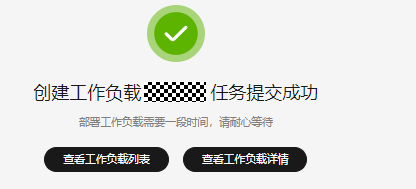 创建工作负载 任务提交成功
部署工作负载需要一段时间，请耐心等待
查看工作负载列表 查看工作负载详情